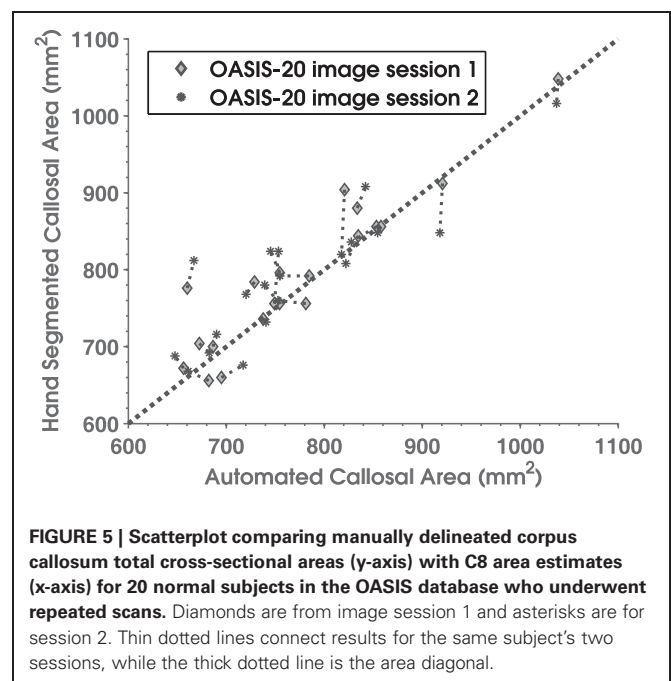 Hand Segmented Callosal Area (mm²)
1100
1000
900
800
700
600
OASIS-20 image session 1
OASIS-20 image session 2
600 700 800 900 1000 1100
Automated Callosal Area (mm²)
FIGURE 5 | Scatterplot comparing manually delineated corpus
callosum total cross-sectional areas (y-axis) with C8 area estimates
(x-axis) for 20 normal subjects in the OASIS database who underwent
repeated scans. Diamonds are from image session 1 and asterisks are for
session 2. Thin dotted lines connect results for the same subject's two
sessions, while the thick dotted line is the area diagonal.